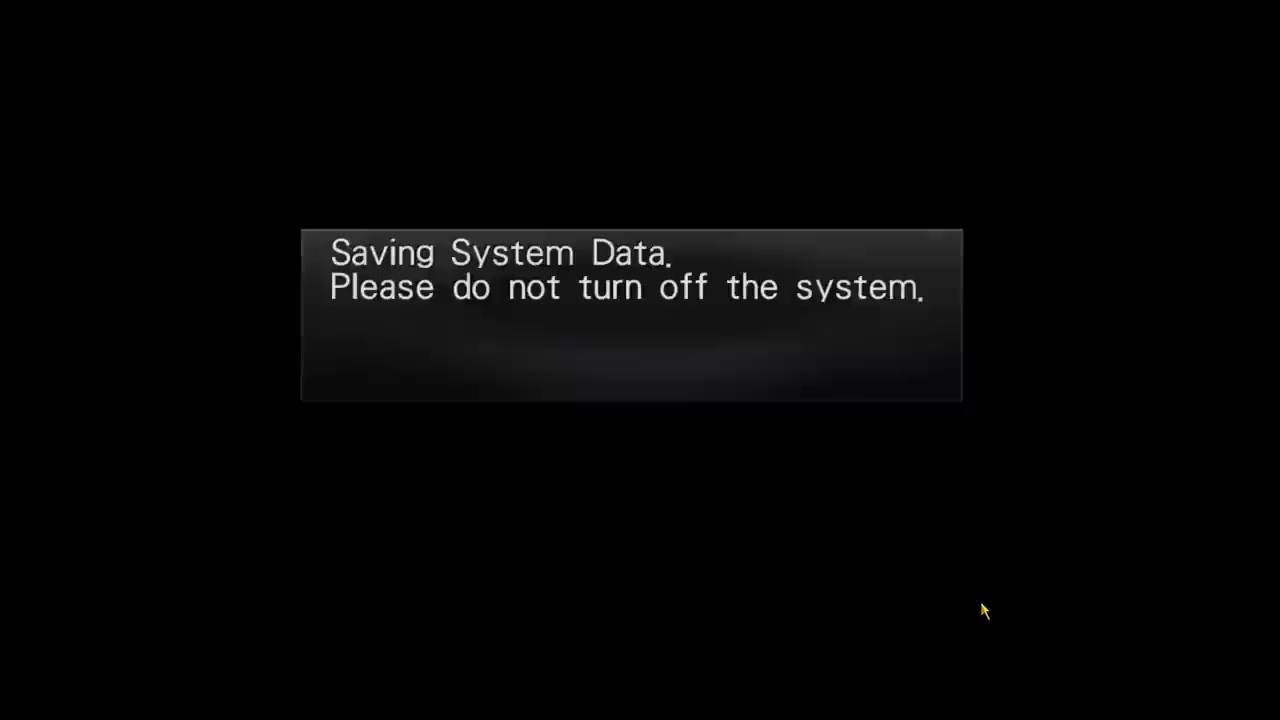 Saving System Data.
Please do not turn off the system.